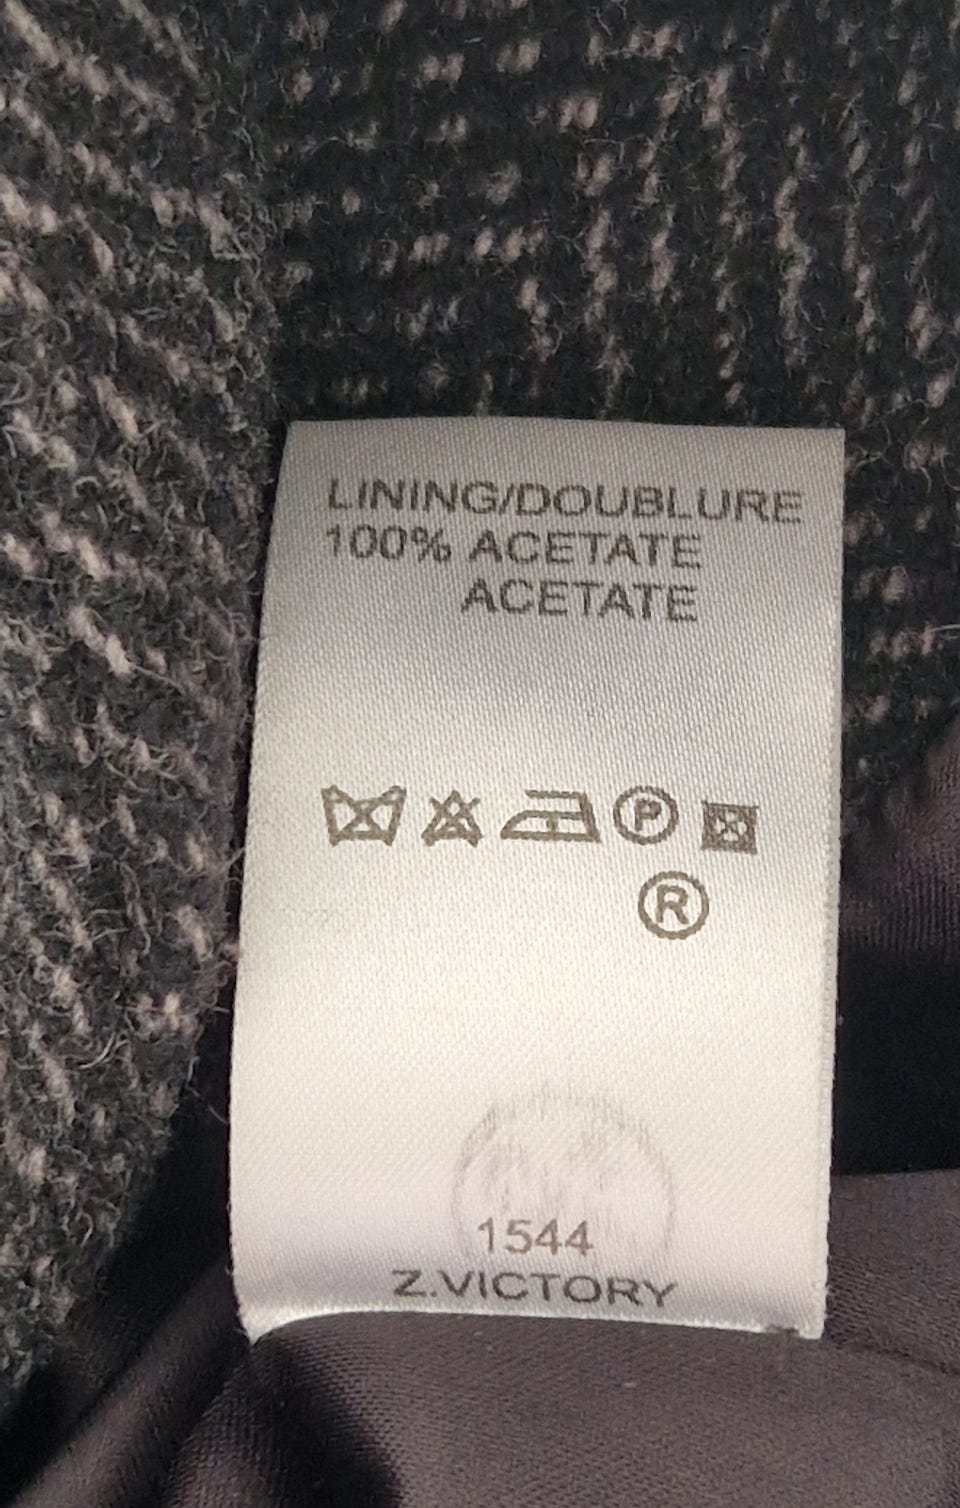 LINING/DOUBLURE
100% ACETATE
ACETATE
P
R
1544
Z.VICTORY